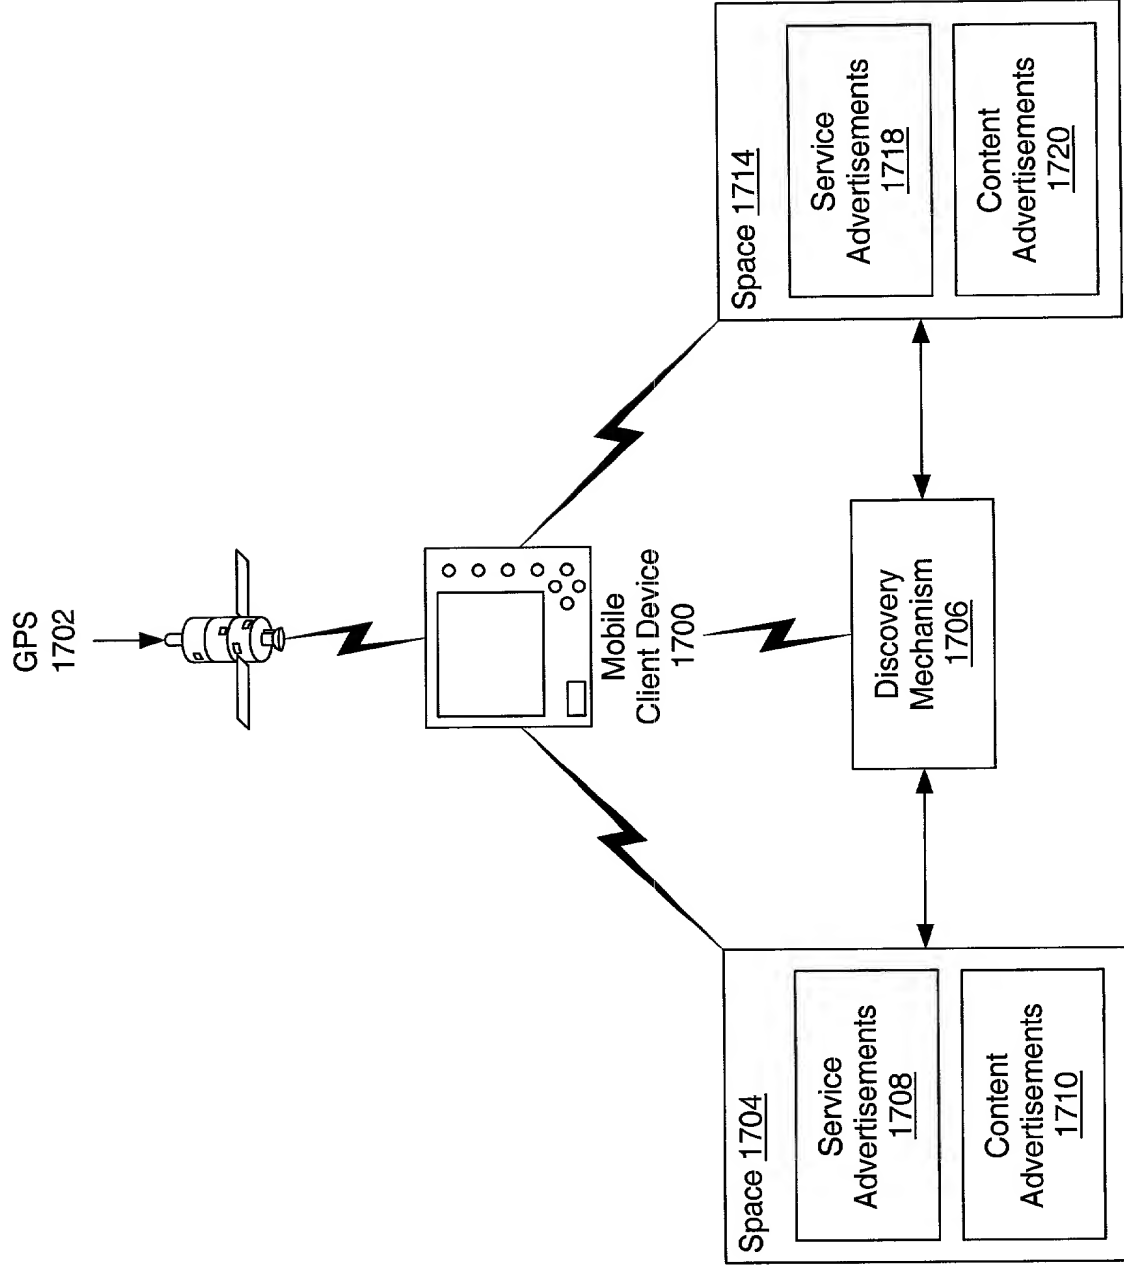 GPS
1702
Mobile
Client Device
1700
Discovery
Mechanism
1706
Space 1704
Service
Advertisements
1708
Content
Advertisements
1710
Space 1714
Service
Advertisements
1718
Content
Advertisements
1720